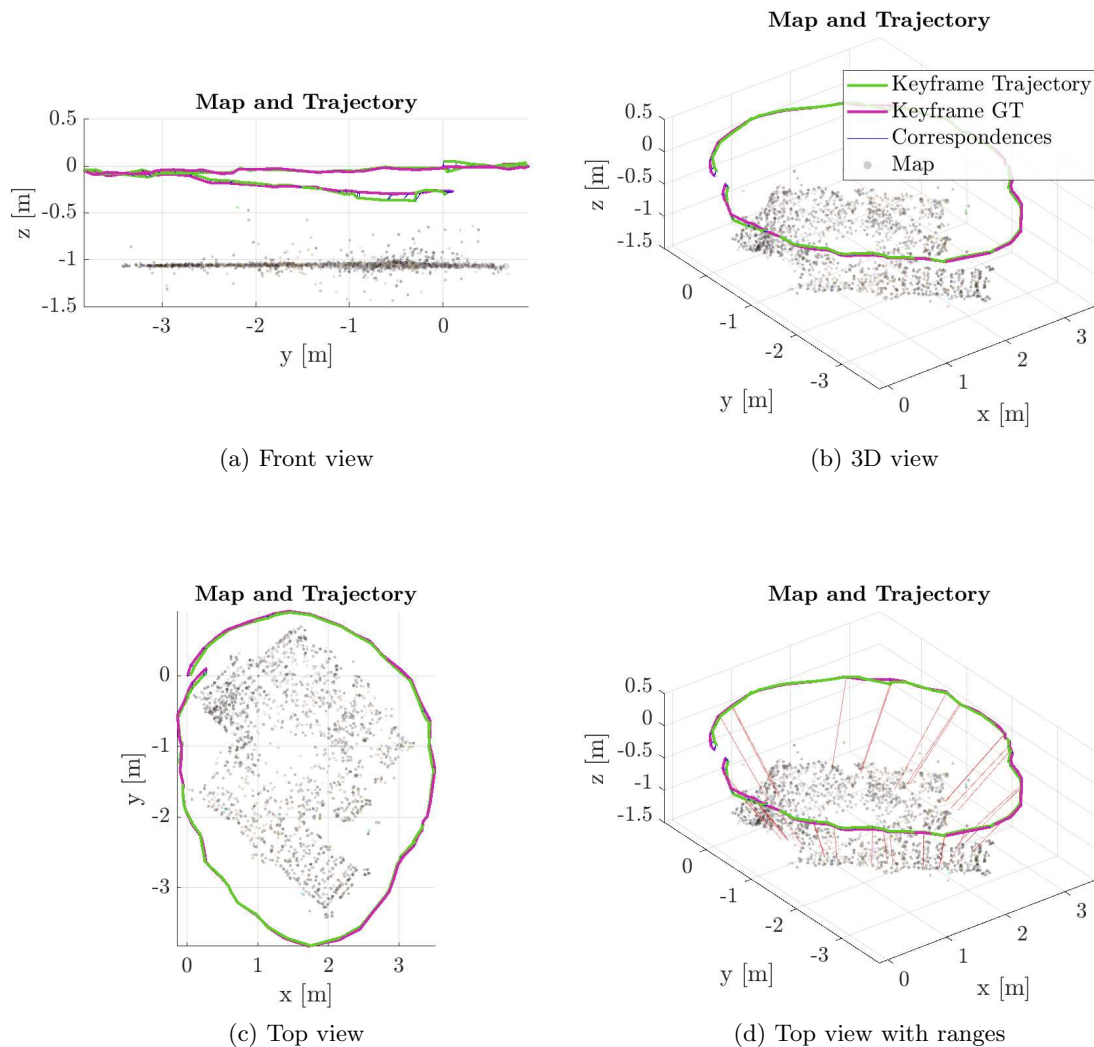 Map and Trajectory
0.5
0
-0.5
-1
-1.5
z [m]
-3
-2
-1
0
y [m]
(a) Front view
Map and Trajectory
Keyframe Trajectory
Keyframe GT
Correspondences
Map
0.5
0
-0.5
-1
-1.5
z [m]
0
-1
-2
-3
y [m]
0
1
2
3
x [m]
(b) 3D view
Map and Trajectory
0
-1
-2
-3
y [m]
0
1
2
3
x [m]
(c) Top view
Map and Trajectory
0.5
0
-0.5
-1
-1.5
z [m]
0
-1
-2
-3
y [m]
0
1
2
3
x [m]
(d) Top view with ranges